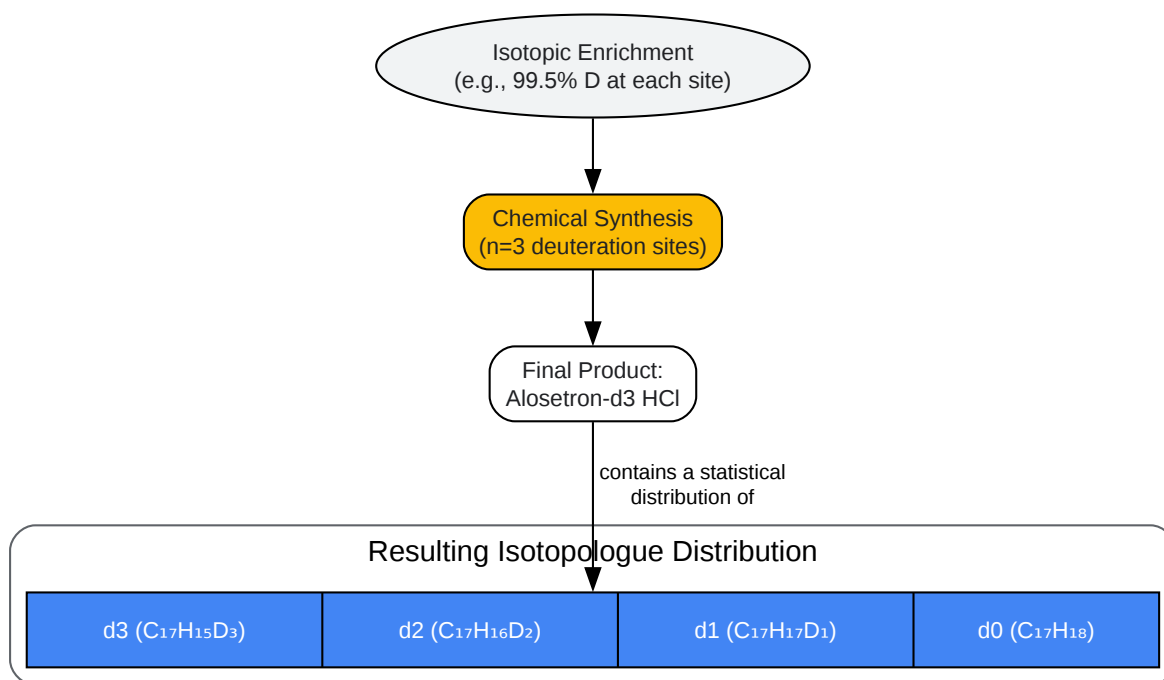 Isotopic Enrichment
(e.g., 99.5% D at each site)
Chemical Synthesis
(n=3 deuteration sites)
Final Product:
Alosetron-d3 HCl
contains a statistical
distribution of
Resulting Isotopologue Distribution
d3 (C₁₇H₁₅D₃)
d2 (C₁₇H₁₆D₂)
d1 (C₁₇H₁₇D₁)
d0 (C₁₇H₁₈)